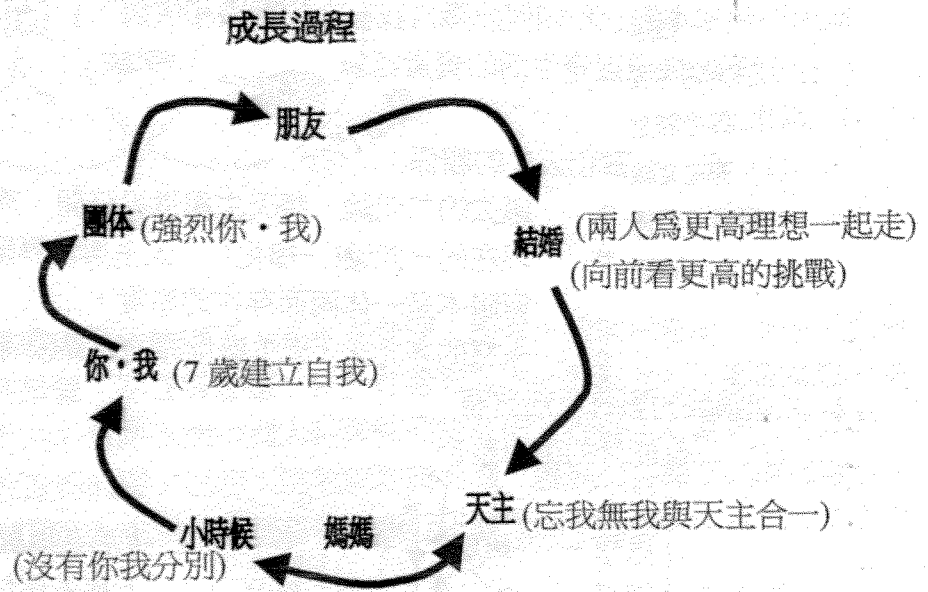 成長過程
朋友
團体 (強烈你·我)
結婚 (兩人爲更高理想一起走)
(向前看更高的挑戰)
你·我 (7 歲建立自我)
天主 (忘我無我與天主合一)
小時候 媽媽
(沒有你我分別)